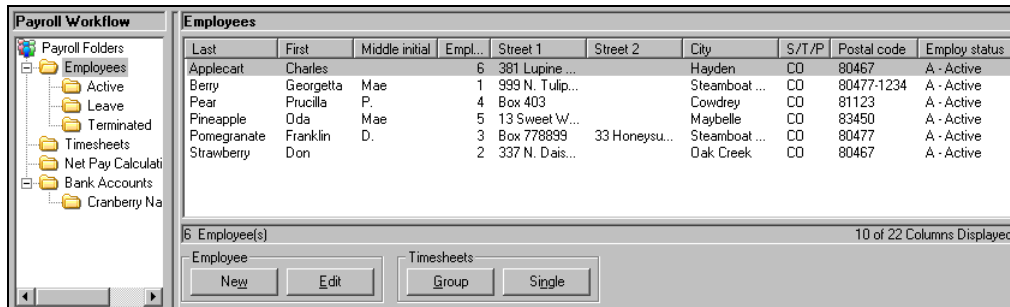 Payroll Workflow
Payroll Folders
Employees
Active
Leave
Terminated
Timesheets
Net Pay Calculati
Bank Accounts
Cranberry Na
Employees
Last First Middle initial Empl... Street 1 Street 2 City S/T/P Postal code Employ status
Applecart Charles 6 381 Lupine ... Hayden CO 80467 A - Active
Berry Georgetta Mae 1 999 N. Tulip... Steamboat ... CO 80477-1234 A - Active
Pear Prucilla P. 4 Box 403 Cowdrey CO 81123 A - Active
Pineapple Oda Mae 5 13 Sweet W... Maybelle CO 83450 A - Active
Pomegranate Franklin D. 3 Box 778899 33 Honeysu... Steamboat ... CO 80477 A - Active
Strawberry Don 2 337 N. Dais... Oak Creek CO 80467 A - Active
6 Employee(s) 10 of 22 Columns Displayed
Employee Timesheets
New Edit Group Single